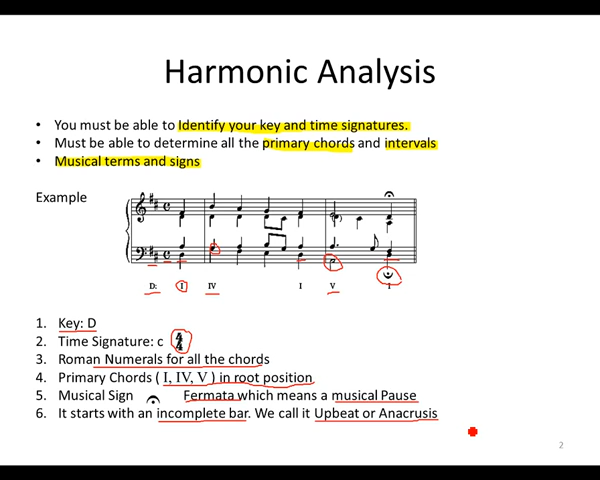 Harmonic Analysis
• You must be able to Identify your key and time signatures.
• Must be able to determine all the primary chords and intervals
• Musical terms and signs
Example
D: I IV I V I
1. Key: D
2. Time Signature: c 4/4
3. Roman Numerals for all the chords
4. Primary Chords ( I, IV, V ) in root position
5. Musical Sign Fermata which means a musical Pause
6. It starts with an incomplete bar. We call it Upbeat or Anacrusis
2